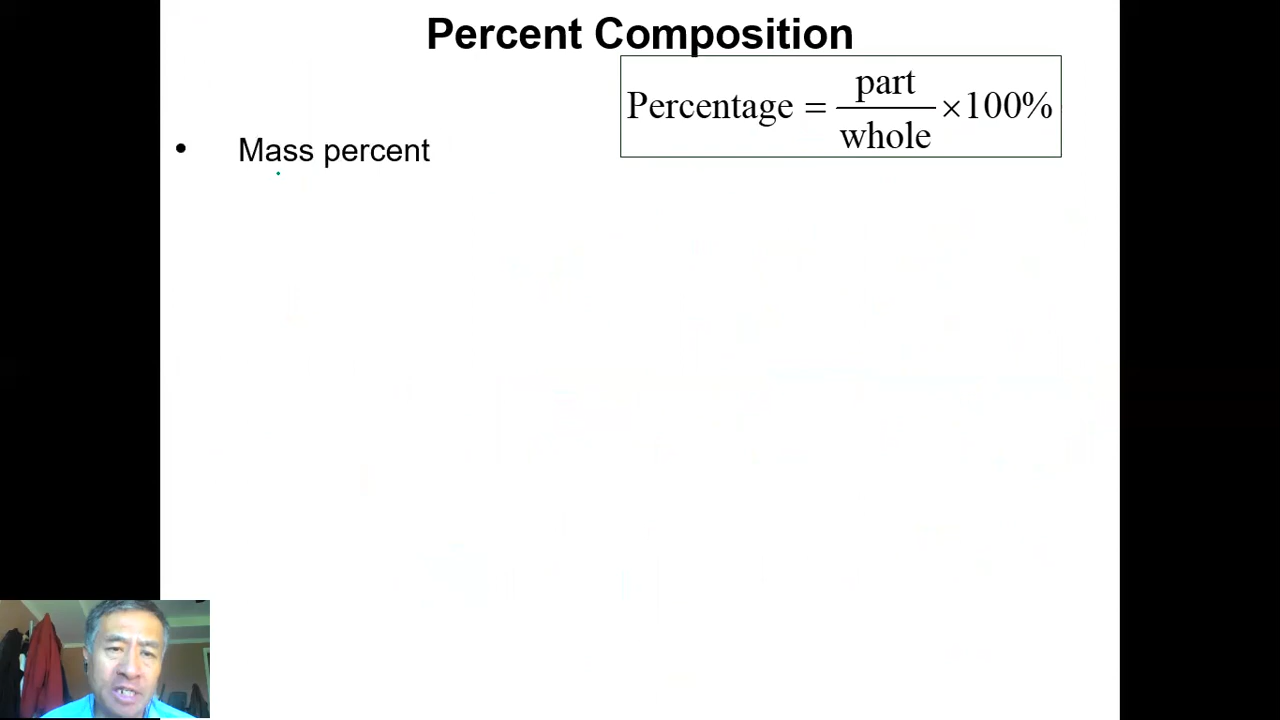 Percent Composition
Percentage = part/whole ×100%
• Mass percent